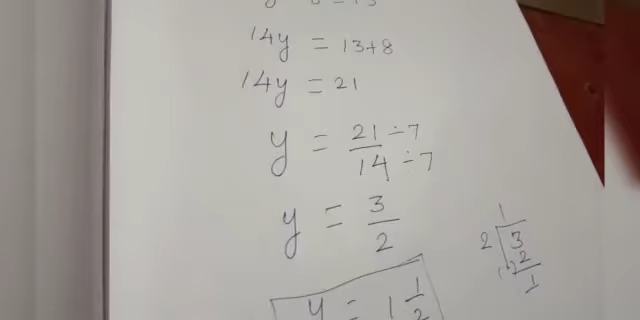 14y = 13+8
14y = 21
y = 21÷7 / 14÷7
y = 3/2
y = 1 1/2
1
2 3
2
1